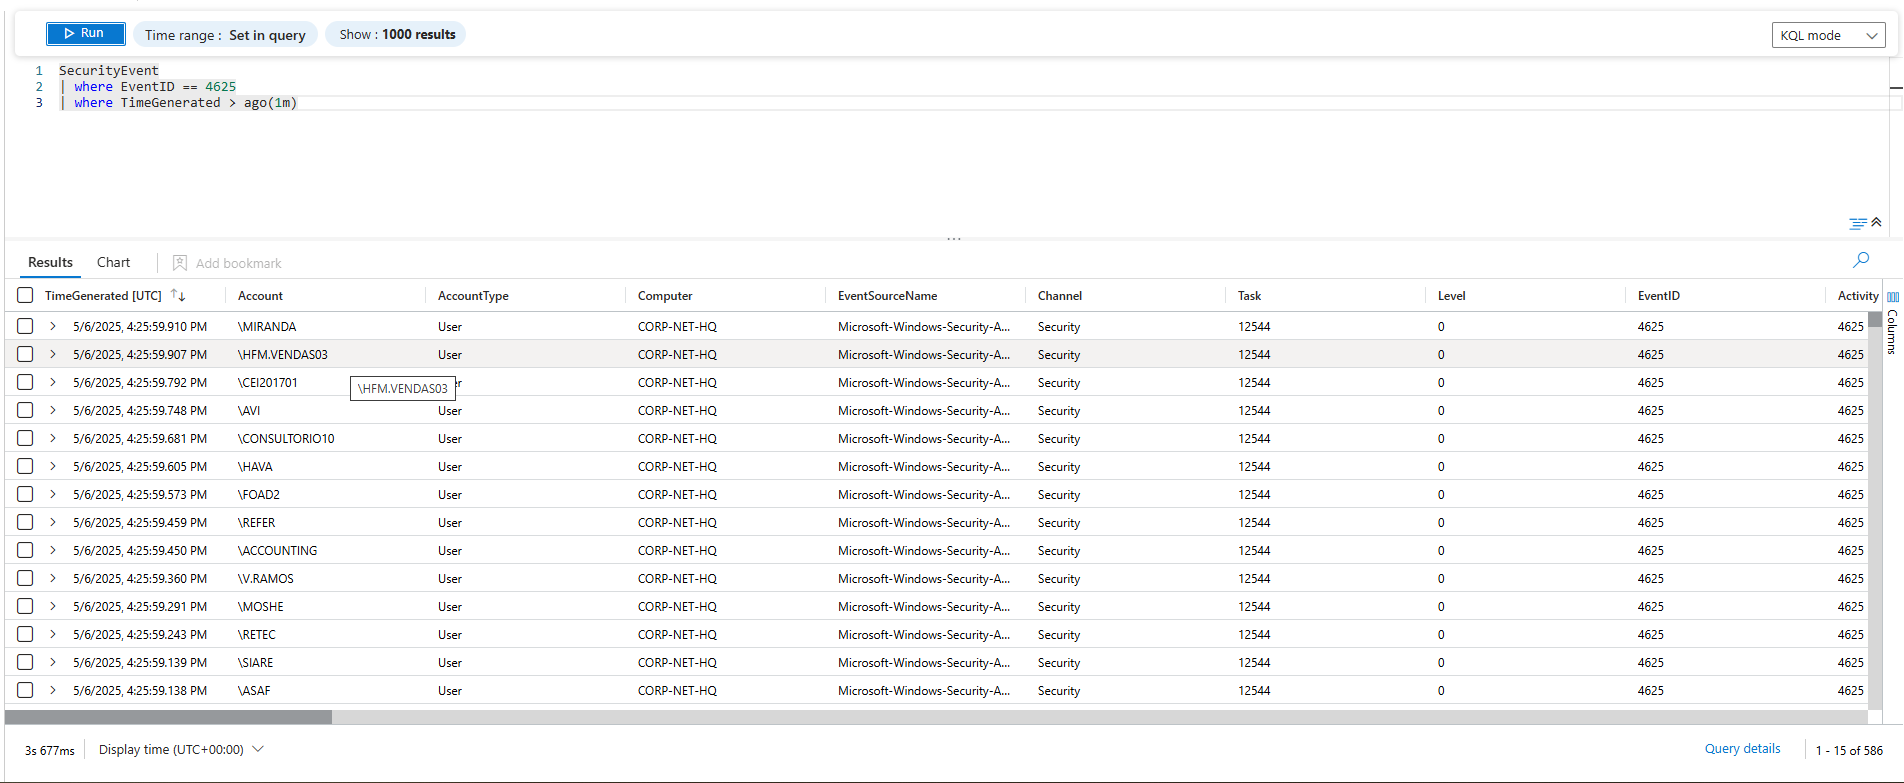 Run
Time range : Set in query
Show : 1000 results
KQL mode
1 SecurityEvent
2 | where EventID == 4625
3 | where TimeGenerated > ago(1m)
...
Results Chart Add bookmark
TimeGenerated [UTC] Account AccountType Computer EventSourceName Channel Task Level EventID Activity
5/6/2025, 4:25:59.910 PM \MIRANDA User CORP-NET-HQ Microsoft-Windows-Security-A... Security 12544 0 4625 4625
5/6/2025, 4:25:59.907 PM \HFM.VENDAS03 User CORP-NET-HQ Microsoft-Windows-Security-A... Security 12544 0 4625 4625
5/6/2025, 4:25:59.792 PM \CEI201701 \HFM.VENDAS03 CORP-NET-HQ Microsoft-Windows-Security-A... Security 12544 0 4625 4625
5/6/2025, 4:25:59.748 PM \AVI User CORP-NET-HQ Microsoft-Windows-Security-A... Security 12544 0 4625 4625
5/6/2025, 4:25:59.681 PM \CONSULTORIO10 User CORP-NET-HQ Microsoft-Windows-Security-A... Security 12544 0 4625 4625
5/6/2025, 4:25:59.605 PM \HAVA User CORP-NET-HQ Microsoft-Windows-Security-A... Security 12544 0 4625 4625
5/6/2025, 4:25:59.573 PM \FOAD2 User CORP-NET-HQ Microsoft-Windows-Security-A... Security 12544 0 4625 4625
5/6/2025, 4:25:59.459 PM \REFER User CORP-NET-HQ Microsoft-Windows-Security-A... Security 12544 0 4625 4625
5/6/2025, 4:25:59.450 PM \ACCOUNTING User CORP-NET-HQ Microsoft-Windows-Security-A... Security 12544 0 4625 4625
5/6/2025, 4:25:59.360 PM \V.RAMOS User CORP-NET-HQ Microsoft-Windows-Security-A... Security 12544 0 4625 4625
5/6/2025, 4:25:59.291 PM \MOSHE User CORP-NET-HQ Microsoft-Windows-Security-A... Security 12544 0 4625 4625
5/6/2025, 4:25:59.243 PM \RETEC User CORP-NET-HQ Microsoft-Windows-Security-A... Security 12544 0 4625 4625
5/6/2025, 4:25:59.139 PM \SIARE User CORP-NET-HQ Microsoft-Windows-Security-A... Security 12544 0 4625 4625
5/6/2025, 4:25:59.138 PM \ASAF User CORP-NET-HQ Microsoft-Windows-Security-A... Security 12544 0 4625 4625
Columns
3s 677ms Display time (UTC+00:00) Query details 1 - 15 of 586